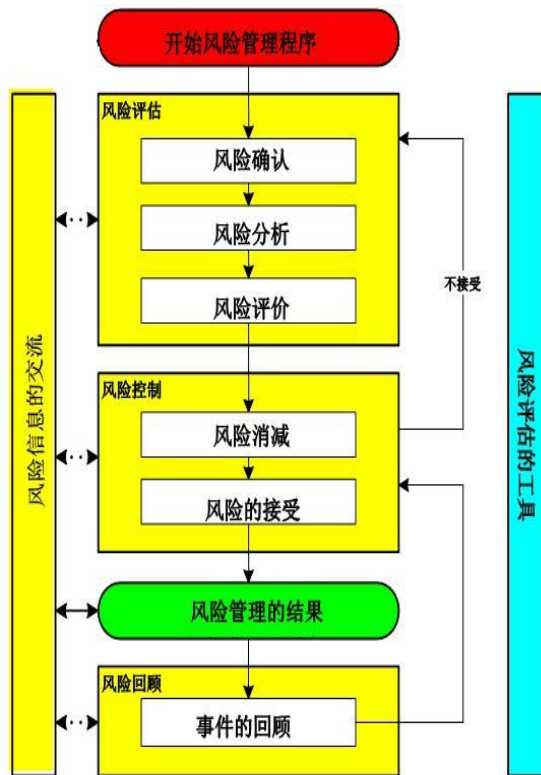 开始风险管理程序
风险评估
风险确认
风险分析
风险评价
不接受
风险控制
风险消减
风险的接受
风险管理的结果
风险回顾
事件的回顾
风险信息的交流
风险评估的工具